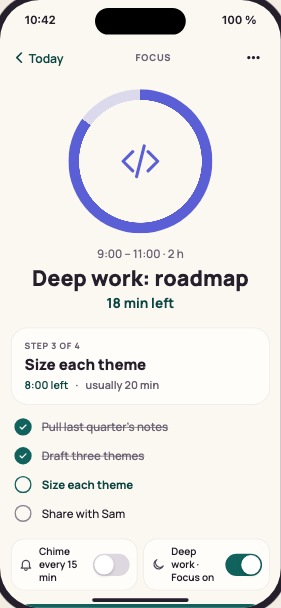 10:42
100 %
Today
FOCUS
9:00 – 11:00 · 2 h
Deep work: roadmap
18 min left
STEP 3 OF 4
Size each theme
8:00 left · usually 20 min
Pull last quarter's notes
Draft three themes
Size each theme
Share with Sam
Chime
every 15
min
Deep
work ·
Focus on